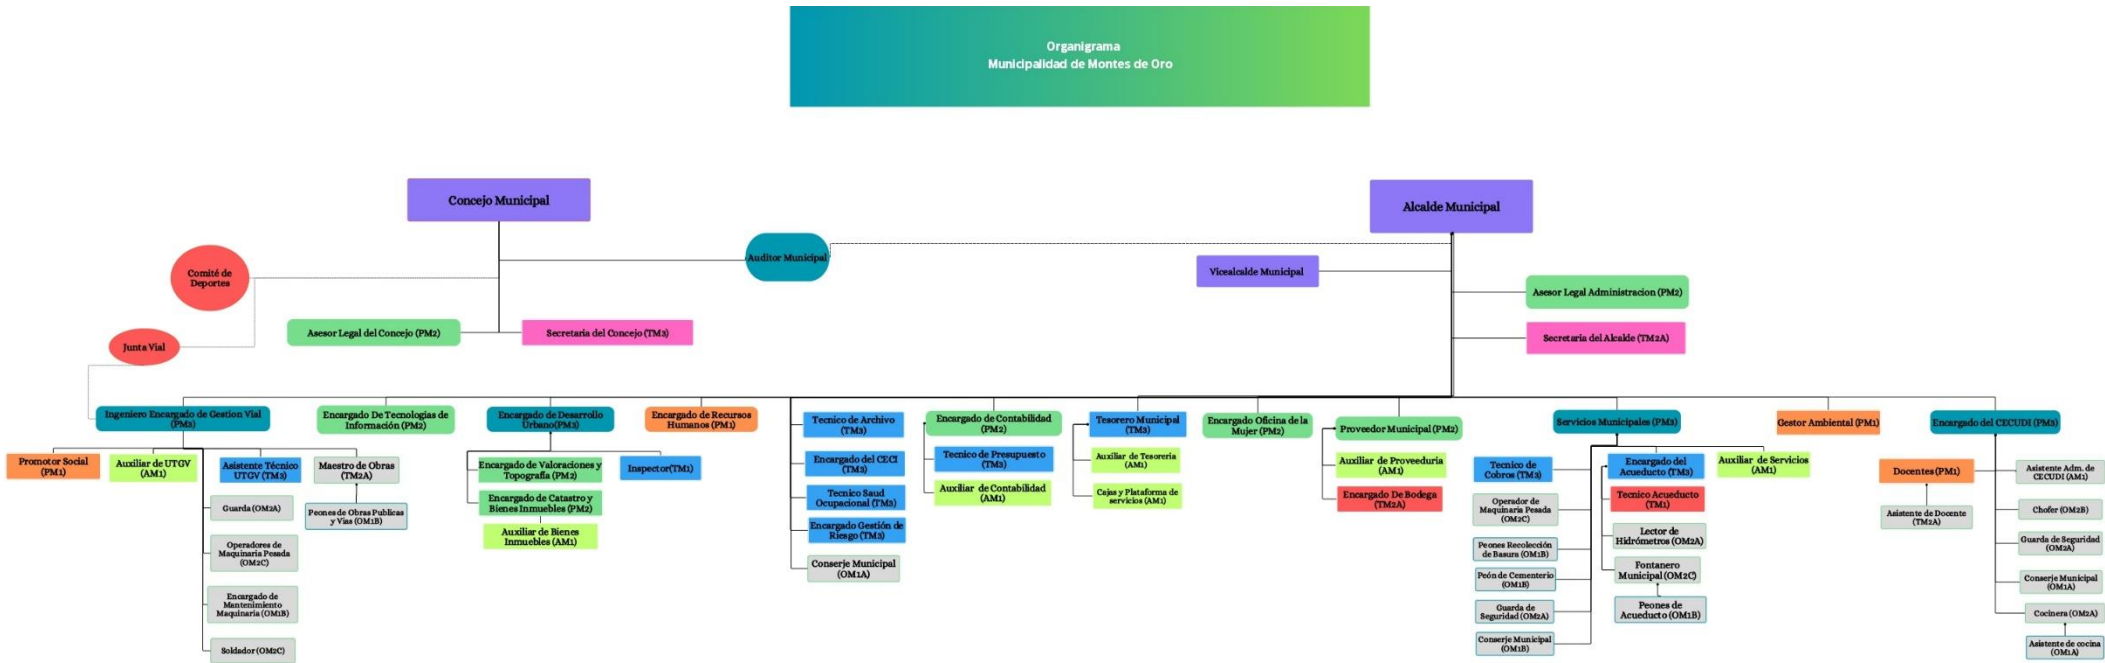 Organigrama
Municipalidad de Montes de Oro
Concejo Municipal
Alcalde Municipal
Auditor Municipal
Comité de
Deportes
Vicealcalde Municipal
Asesor Legal Administracion (PM2)
Asesor Legal del Concejo (PM2)
Secretaria del Concejo (TM3)
Secretaria del Alcalde (TM2A)
Junta Vial
Ingeniero Encargado de Gestion Vial
(PM3)
Encargado De Tecnologias de
Información (PM2)
Encargado de Desarrollo
Urbano(PM3)
Encargado de Recursos
Humanos (PM1)
Tecnico de Archivo
(TM3)
Encargado de Contabilidad
(PM2)
Tesorero Municipal
(TM3)
Encargado Oficina de la
Mujer (PM2)
Proveedor Municipal (PM2)
Servicios Municipales (PM3)
Gestor Ambiental (PM1)
Encargado del CECUDI (PM3)
Promotor Social
(PM1)
Auxiliar de UTGV
(AM1)
Asistente Técnico
UTGV (TM3)
Maestro de Obras
(TM2A)
Guarda (OM2A)
Peones de Obras Publicas
y Vias (OM1B)
Operadores de
Maquinaria Pesada
(OM2C)
Encargado de
Mantenimiento
Maquinaria (OM1B)
Soldador (OM2C)
Encargado de Valoraciones y
Topografía (PM2)
Inspector(TM1)
Encargado de Catastro y
Bienes Inmuebles (PM2)
Auxiliar de Bienes
Inmuebles (AM1)
Encargado del CECI
(TM3)
Tecnico Saud
Ocupacional (TM3)
Encargado Gestión de
Riesgo (TM3)
Conserje Municipal
(OM1A)
Tecnico de Presupuesto
(TM3)
Auxiliar de Contabilidad
(AM1)
Auxiliar de Tesoreria
(AM1)
Cajas y Plataforma de
servicios (AM1)
Auxiliar de Proveeduria
(AM1)
Encargado De Bodega
(TM2A)
Tecnico de
Cobros (TM3)
Operador de
Maquinaria Pesada
(OM2C)
Peones Recolección
de Basura (OM1B)
Peón de Cementerio
(OM1B)
Guarda de
Seguridad (OM2A)
Conserje Municipal
(OM1B)
Encargado del
Acueducto (TM3)
Tecnico Acueducto
(TM1)
Lector de
Hidrómetros (OM2A)
Fontanero
Municipal (OM2C)
Peones de
Acueducto (OM1B)
Auxiliar de Servicios
(AM1)
Docentes (PM1)
Asistente de Docente
(TM2A)
Asistente Adm. de
CECUDI (AM1)
Chofer (OM2B)
Guarda de Seguridad
(OM2A)
Conserje Municipal
(OM1A)
Cocinera (OM2A)
Asistente de cocina
(OM1A)